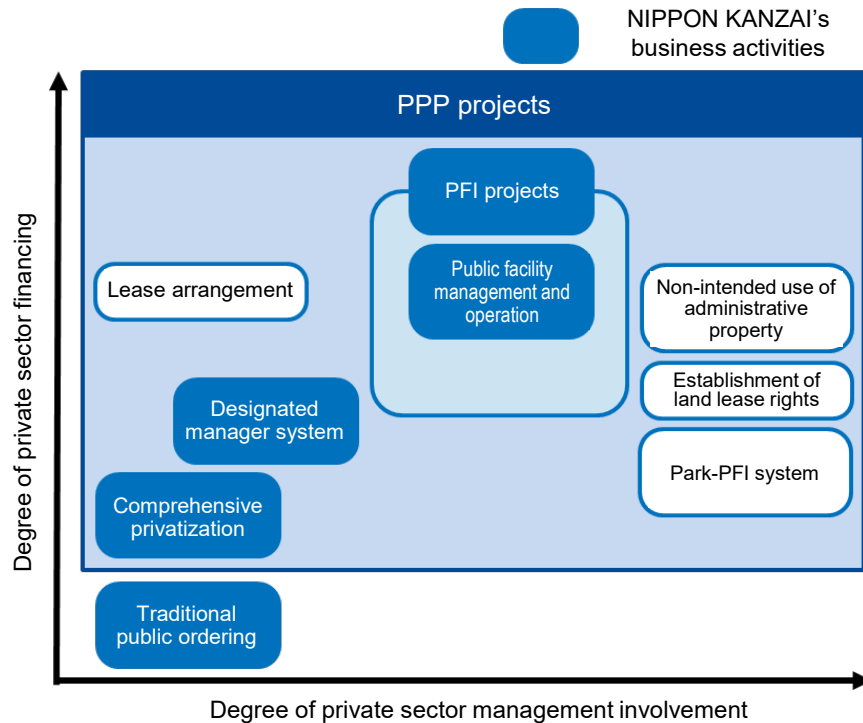 NIPPON KANZAI's
business activities
PPP projects
PFI projects
Public facility
management and
operation
Lease arrangement
Non-intended use of
administrative
property
Establishment of
land lease rights
Designated
manager system
Park-PFI system
Comprehensive
privatization
Traditional
public ordering
Degree of private sector financing
Degree of private sector management involvement